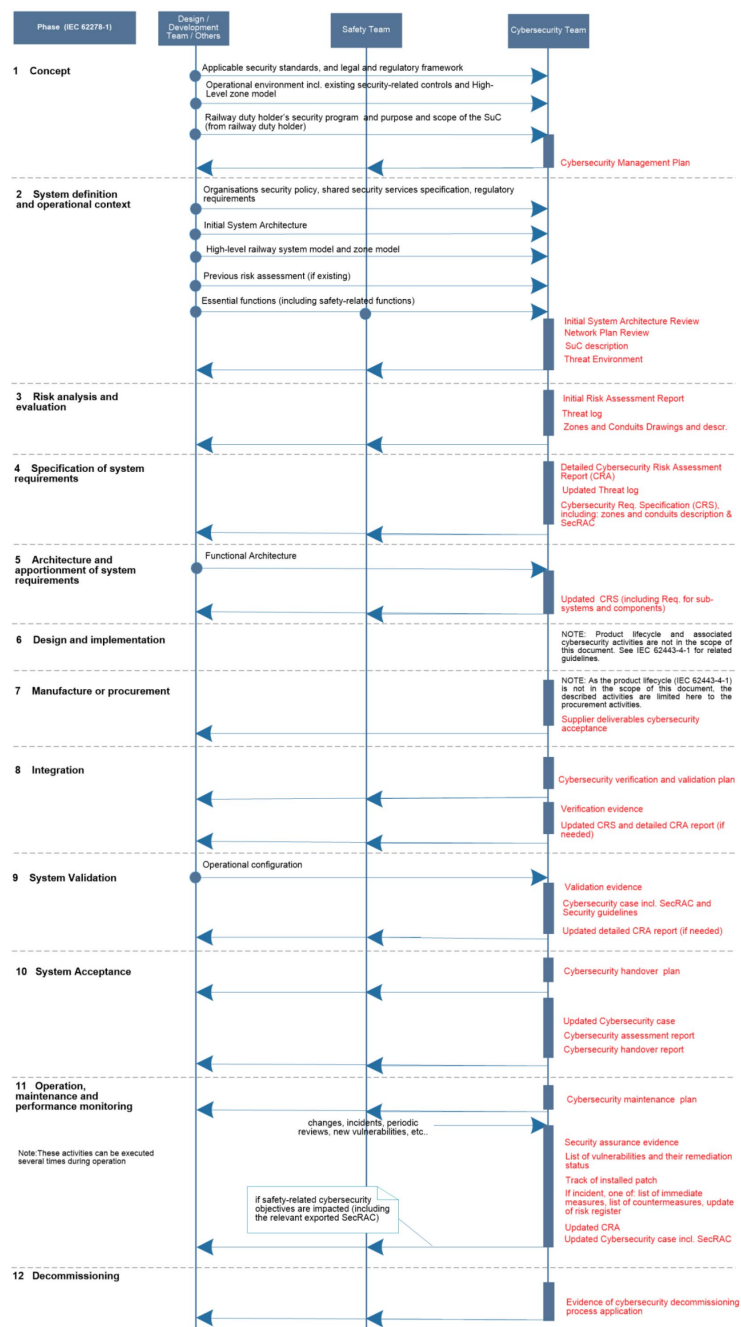 Phase (IEC 62278-1)
Design /
Development
Team / Others
Safety Team
Cybersecurity Team
1 Concept
Applicable security standards, and legal and regulatory framework
Operational environment incl. existing security-related controls and High-
Level zone model
Railway duty holder's security program and purpose and scope of the SuC
(from railway duty holder)
Cybersecurity Management Plan
2 System definition
and operational context
Organisations security policy, shared security services specification, regulatory
requirements
Initial System Architecture
High-level railway system model and zone model
Previous risk assessment (if existing)
Essential functions (including safety-related functions)
Initial System Architecture Review
Network Plan Review
SuC description
Threat Environment
3 Risk analysis and
evaluation
Initial Risk Assessment Report
Threat log
Zones and Conduits Drawings and descr.
4 Specification of system
requirements
Detailed Cybersecurity Risk Assessment
Report (CRA)
Updated Threat log
Cybersecurity Req. Specification (CRS),
including: zones and conduits description &
SecRAC
5 Architecture and
apportionment of system
requirements
Functional Architecture
Updated CRS (including Req. for sub-
systems and components)
6 Design and implementation
NOTE: Product lifecycle and associated
cybersecurity activities are not in the scope of
this document. See IEC 62443-4-1 for related
guidelines.
7 Manufacture or procurement
NOTE: As the product lifecycle (IEC 62443-4-1)
is not in the scope of this document, the
described activities are limited here to the
procurement activities.
Supplier deliverables cybersecurity
acceptance
8 Integration
Cybersecurity verification and validation plan
Verification evidence
Updated CRS and detailed CRA report (if
needed)
9 System Validation
Operational configuration
Validation evidence
Cybersecurity case incl. SecRAC and
Security guidelines
Updated detailed CRA report (if needed)
10 System Acceptance
Cybersecurity handover plan
Updated Cybersecurity case
Cybersecurity assessment report
Cybersecurity handover report
11 Operation,
maintenance and
performance monitoring
Cybersecurity maintenance plan
changes, incidents, periodic
reviews, new vulnerabilities, etc..
Note:These activities can be executed
several times during operation
Security assurance evidence
List of vulnerabilities and their remediation
status
Track of installed patch
If incident, one of: list of immediate
measures, list of countermeasures, update
of risk register
if safety-related cybersecurity
objectives are impacted (including
the relevant exported SecRAC)
Updated CRA
Updated Cybersecurity case incl. SecRAC
12 Decommissioning
Evidence of cybersecurity decommissioning
process application